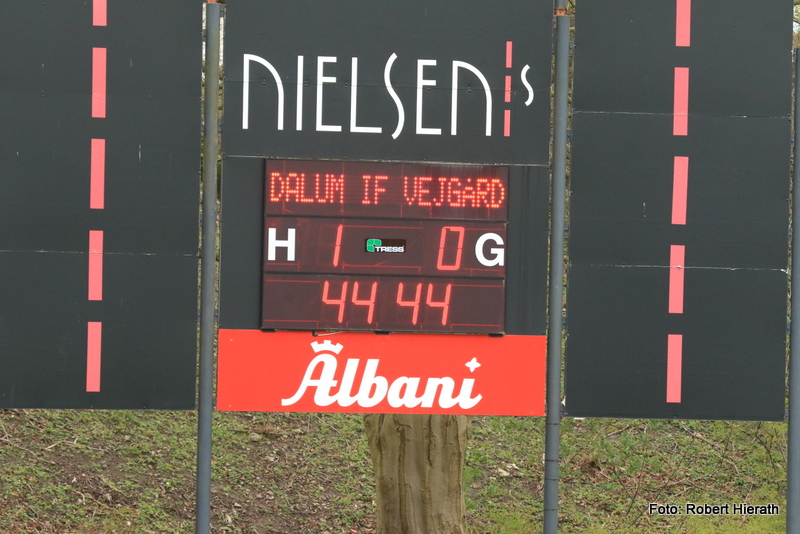 NIELSEN's
DALUM IF VEJGARD
H 1 TRESS 0 G
44 44
Albani
Foto: Robert Hierath